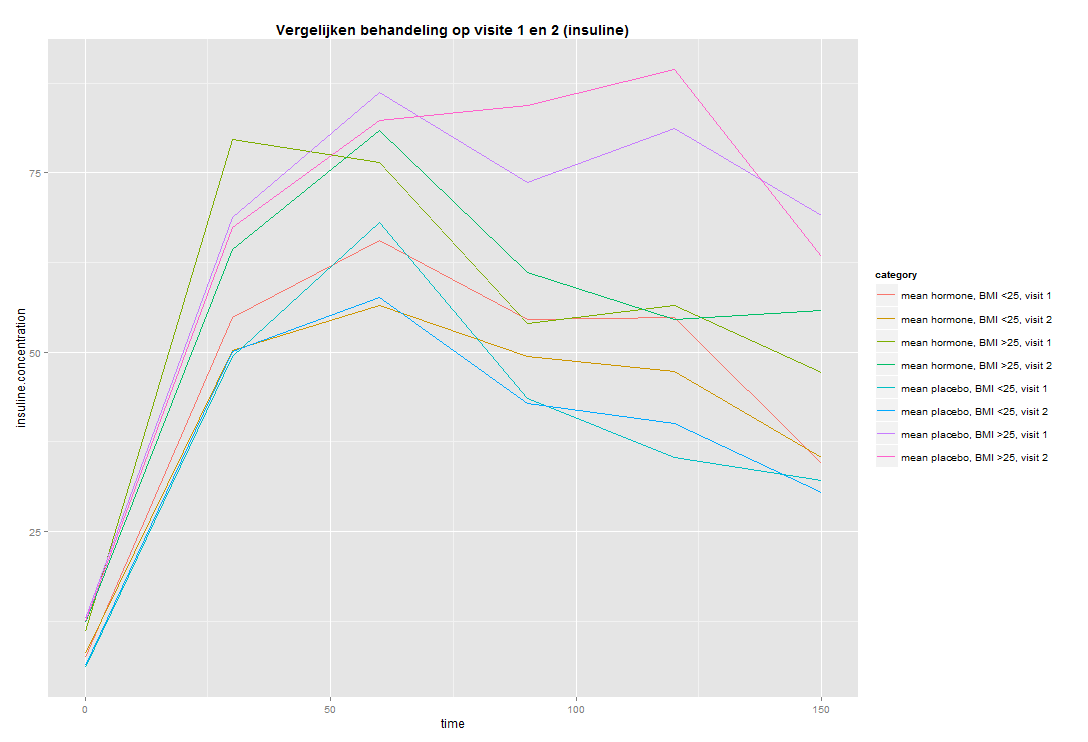 Vergelijken behandeling op visite 1 en 2 (insuline)
insuline.concentration
75
50
25
0
50
100
150
time
category
mean hormone, BMI <25, visit 1
mean hormone, BMI <25, visit 2
mean hormone, BMI >25, visit 1
mean hormone, BMI >25, visit 2
mean placebo, BMI <25, visit 1
mean placebo, BMI <25, visit 2
mean placebo, BMI >25, visit 1
mean placebo, BMI >25, visit 2